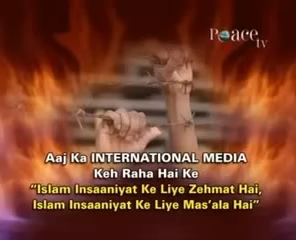 Peace tv
Aaj Ka INTERNATIONAL MEDIA
Keh Raha Hai Ke
“Islam Insaaniyat Ke Liye Zehmat Hai,
Islam Insaaniyat Ke Liye Mas’ala Hai”